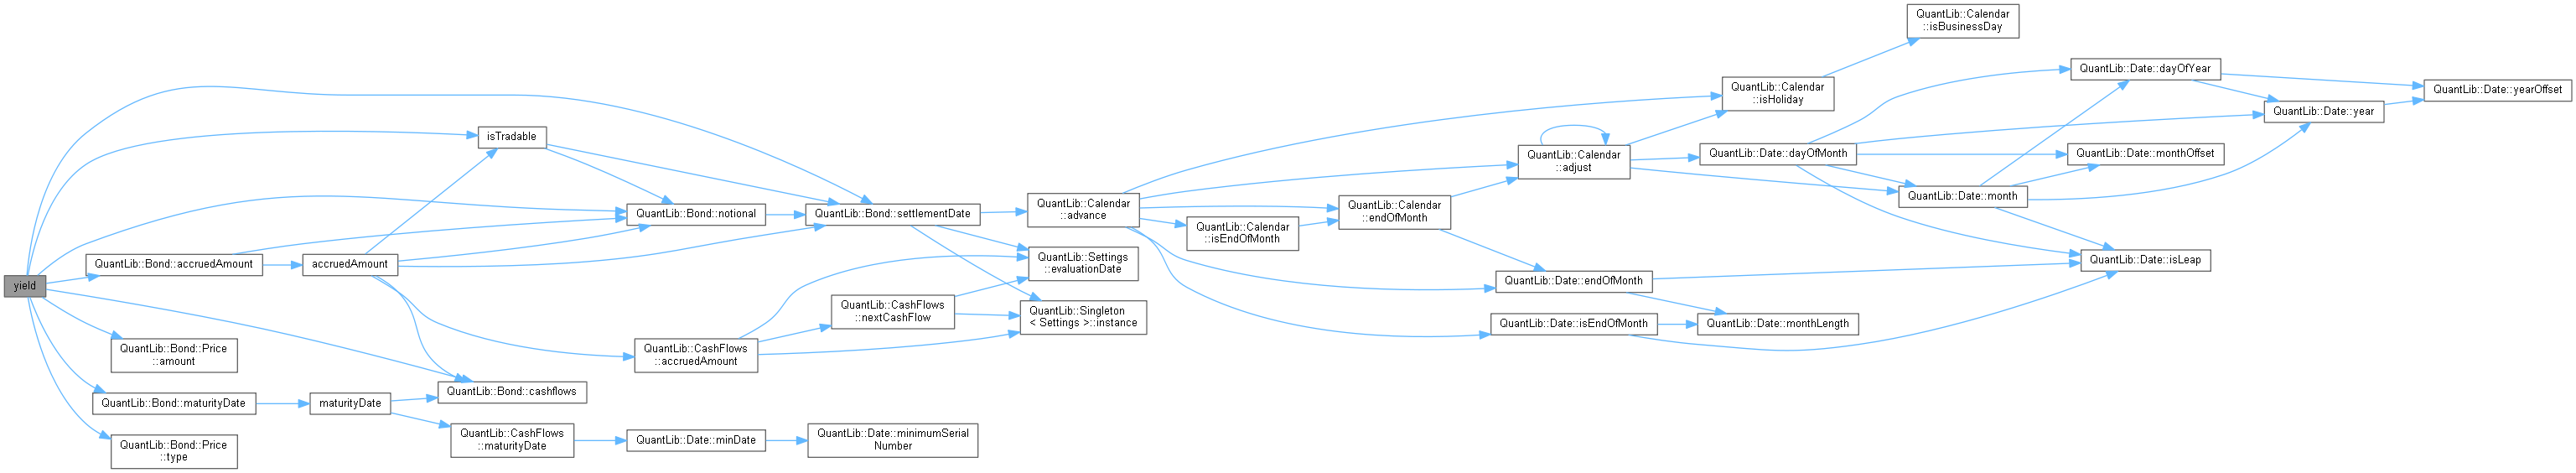 yield
QuantLib::Bond::accruedAmount
QuantLib::Bond::Price
::amount
QuantLib::Bond::maturityDate
QuantLib::Bond::Price
::type
accruedAmount
maturityDate
isTradable
QuantLib::Bond::cashflows
QuantLib::CashFlows
::maturityDate
QuantLib::Bond::notional
QuantLib::CashFlows
::accruedAmount
QuantLib::Date::minDate
QuantLib::Bond::settlementDate
QuantLib::CashFlows
::nextCashFlow
QuantLib::Date::minimumSerial
Number
QuantLib::Calendar
::advance
QuantLib::Settings
::evaluationDate
QuantLib::Singleton
< Settings >::instance
QuantLib::Calendar
::isEndOfMonth
QuantLib::Calendar
::endOfMonth
QuantLib::Calendar
::adjust
QuantLib::Date::endOfMonth
QuantLib::Date::isEndOfMonth
QuantLib::Calendar
::isHoliday
QuantLib::Date::dayOfMonth
QuantLib::Date::monthLength
QuantLib::Calendar
::isBusinessDay
QuantLib::Date::month
QuantLib::Date::dayOfYear
QuantLib::Date::monthOffset
QuantLib::Date::isLeap
QuantLib::Date::year
QuantLib::Date::yearOffset